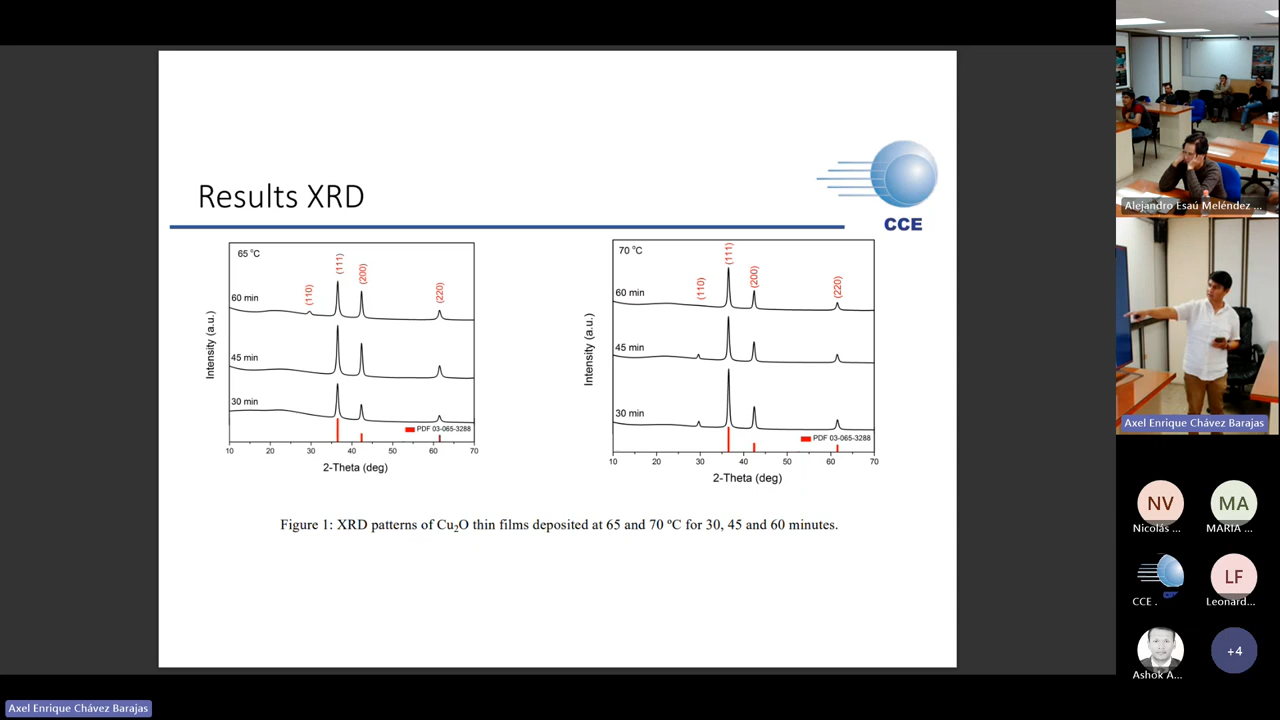 Results XRD
CCE
65 °C
(110)
(111)
(200)
(220)
60 min
45 min
30 min
Intensity (a.u.)
PDF 03-065-3288
10 20 30 40 50 60 70
2-Theta (deg)
70 °C
(110)
(111)
(200)
(220)
60 min
45 min
30 min
Intensity (a.u.)
PDF 03-065-3288
10 20 30 40 50 60 70
2-Theta (deg)
Figure 1: XRD patterns of Cu₂O thin films deposited at 65 and 70 ºC for 30, 45 and 60 minutes.
Alejandro Esaú Meléndez ...
Axel Enrique Chávez Barajas
NV
Nicolás ...
MA
MARIA ...
CCE .
LF
Leonard...
Ashok A...
+4
Axel Enrique Chávez Barajas